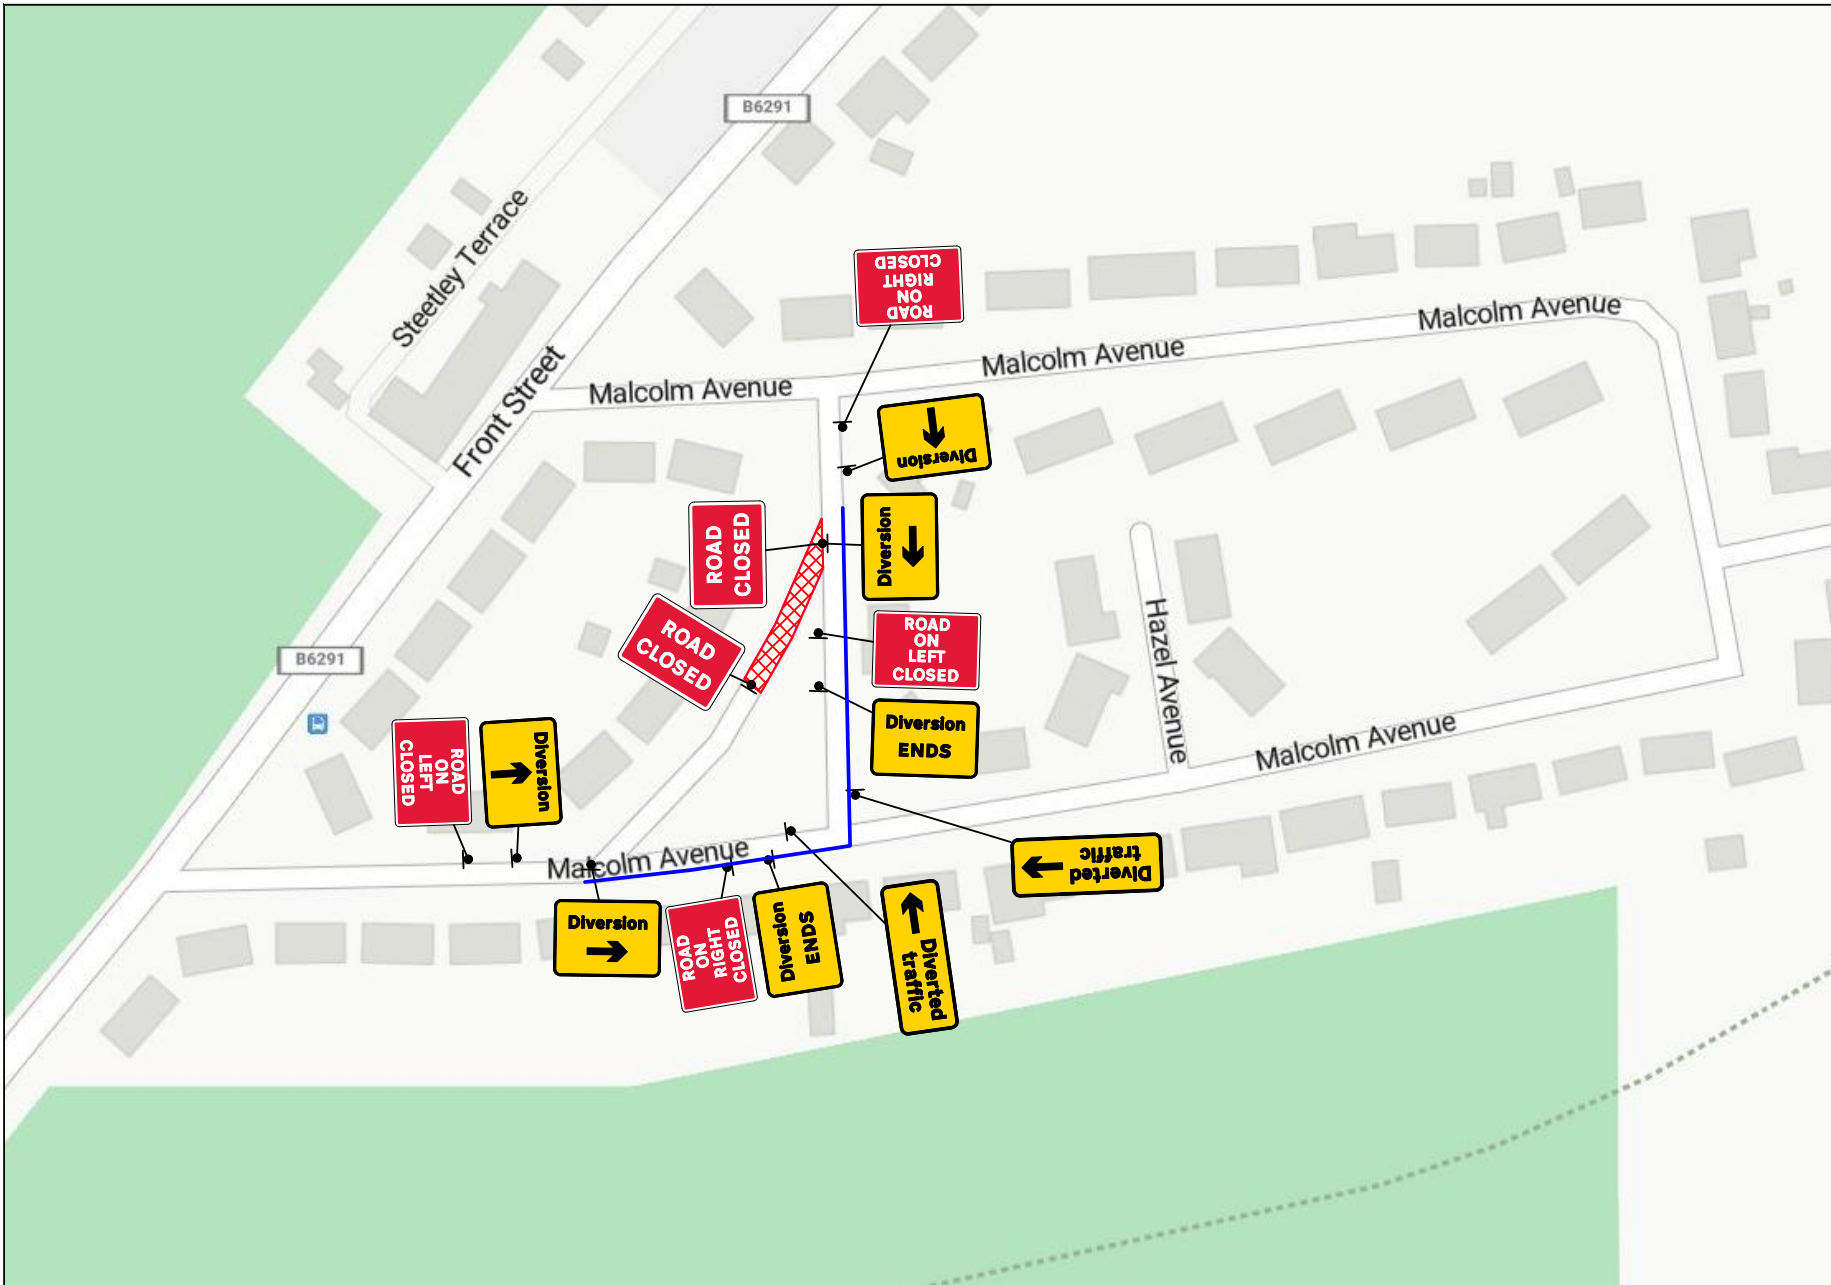 B6291
Steetley Terrace
ROAD
ON
RIGHT
CLOSED
Malcolm Avenue
Malcolm Avenue
Malcolm Avenue
Front Street
Diversion
ROAD
CLOSED
Diversion
ROAD
CLOSED
ROAD
ON
LEFT
CLOSED
Hazel Avenue
B6291
Diversion
ENDS
Malcolm Avenue
ROAD
ON
LEFT
CLOSED
Diversion
Malcolm Avenue
Diverted
traffic
Diversion
ROAD
ON
RIGHT
CLOSED
Diversion
ENDS
Diverted
traffic